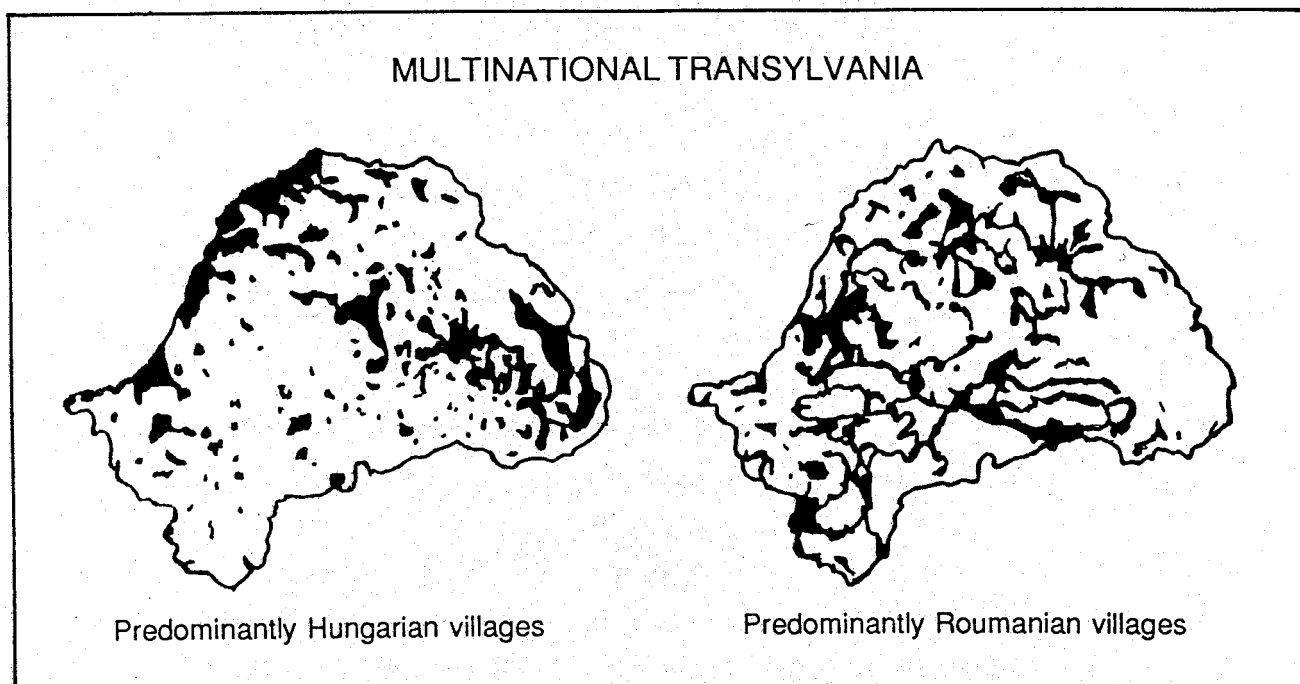 MULTINATIONAL TRANSYLVANIA
Predominantly Hungarian villages
Predominantly Roumanian villages